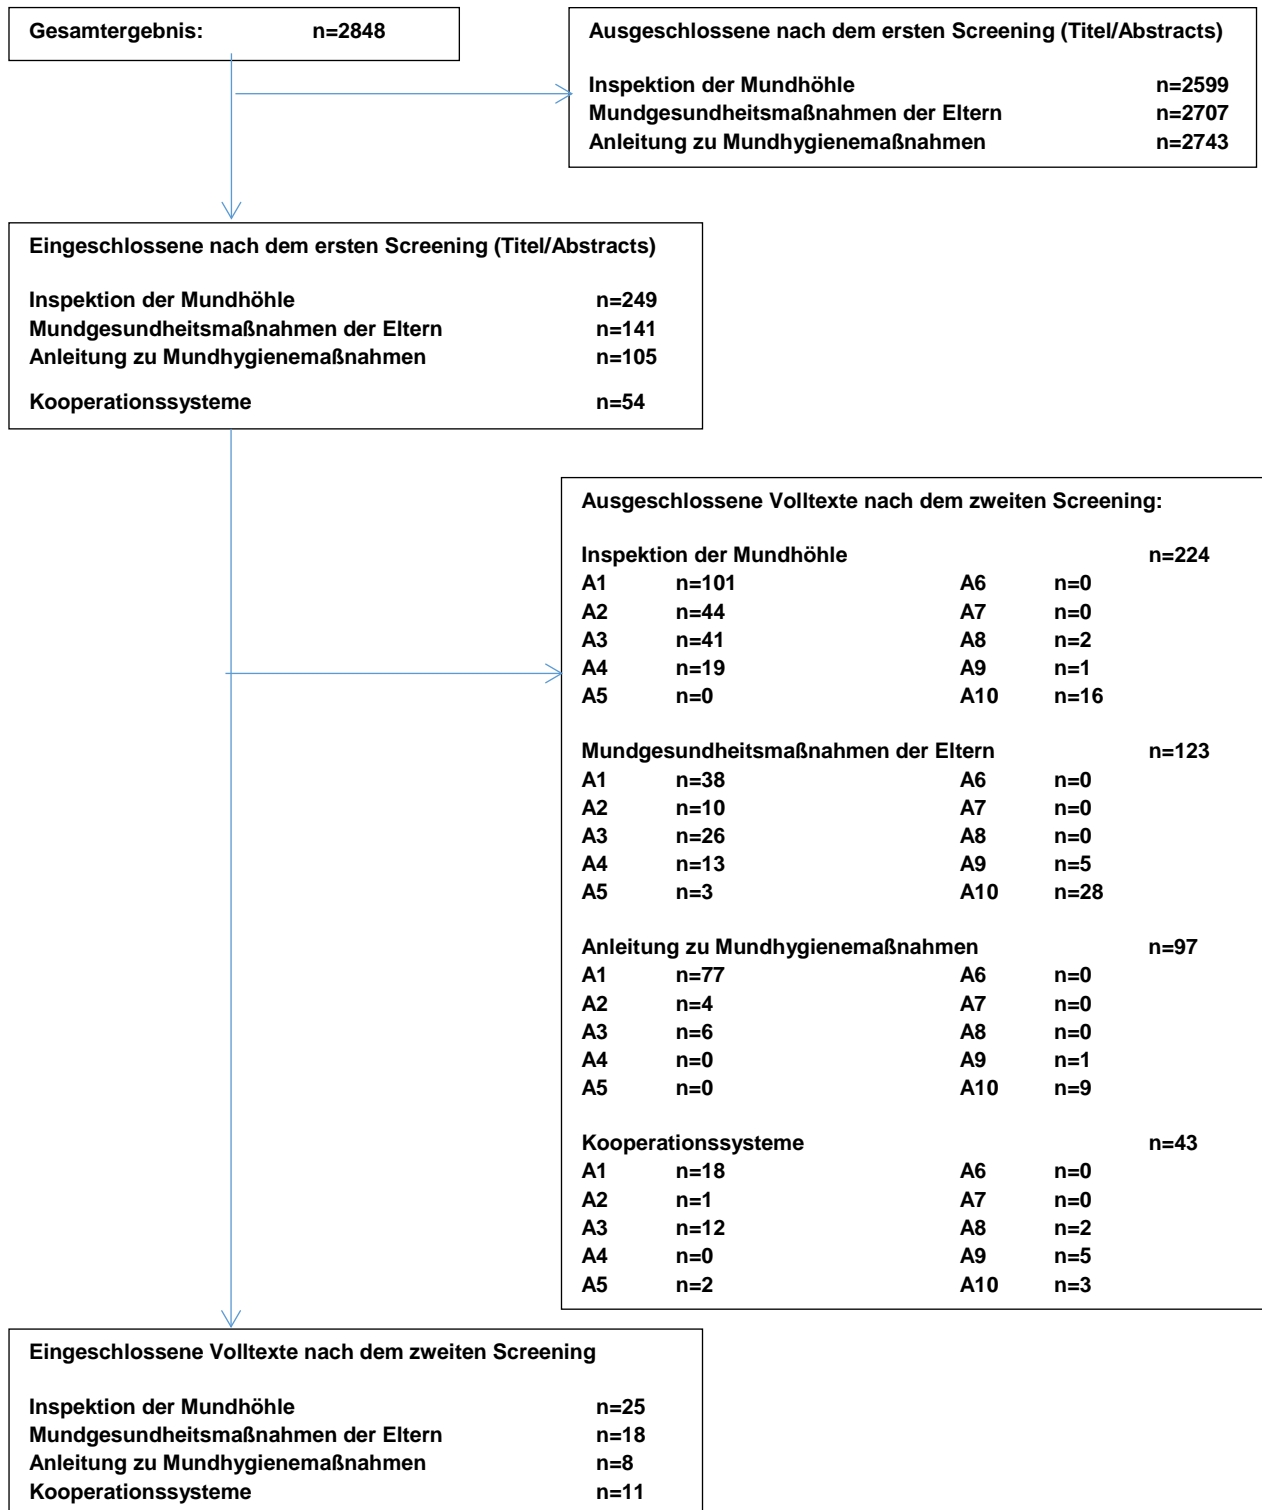 Gesamtergebnis: n=2848
Ausgeschlossene nach dem ersten Screening (Titel/Abstracts)
Inspektion der Mundhöhle n=2599
Mundgesundheitsmaßnahmen der Eltern n=2707
Anleitung zu Mundhygienemaßnahmen n=2743
Eingeschlossene nach dem ersten Screening (Titel/Abstracts)
Inspektion der Mundhöhle n=249
Mundgesundheitsmaßnahmen der Eltern n=141
Anleitung zu Mundhygienemaßnahmen n=105
Kooperationssysteme n=54
Ausgeschlossene Volltexte nach dem zweiten Screening:
Inspektion der Mundhöhle n=224
A1 n=101 A6 n=0
A2 n=44 A7 n=0
A3 n=41 A8 n=2
A4 n=19 A9 n=1
A5 n=0 A10 n=16
Mundgesundheitsmaßnahmen der Eltern n=123
A1 n=38 A6 n=0
A2 n=10 A7 n=0
A3 n=26 A8 n=0
A4 n=13 A9 n=5
A5 n=3 A10 n=28
Anleitung zu Mundhygienemaßnahmen n=97
A1 n=77 A6 n=0
A2 n=4 A7 n=0
A3 n=6 A8 n=0
A4 n=0 A9 n=1
A5 n=0 A10 n=9
Kooperationssysteme n=43
A1 n=18 A6 n=0
A2 n=1 A7 n=0
A3 n=12 A8 n=2
A4 n=0 A9 n=5
A5 n=2 A10 n=3
Eingeschlossene Volltexte nach dem zweiten Screening
Inspektion der Mundhöhle n=25
Mundgesundheitsmaßnahmen der Eltern n=18
Anleitung zu Mundhygienemaßnahmen n=8
Kooperationssysteme n=11